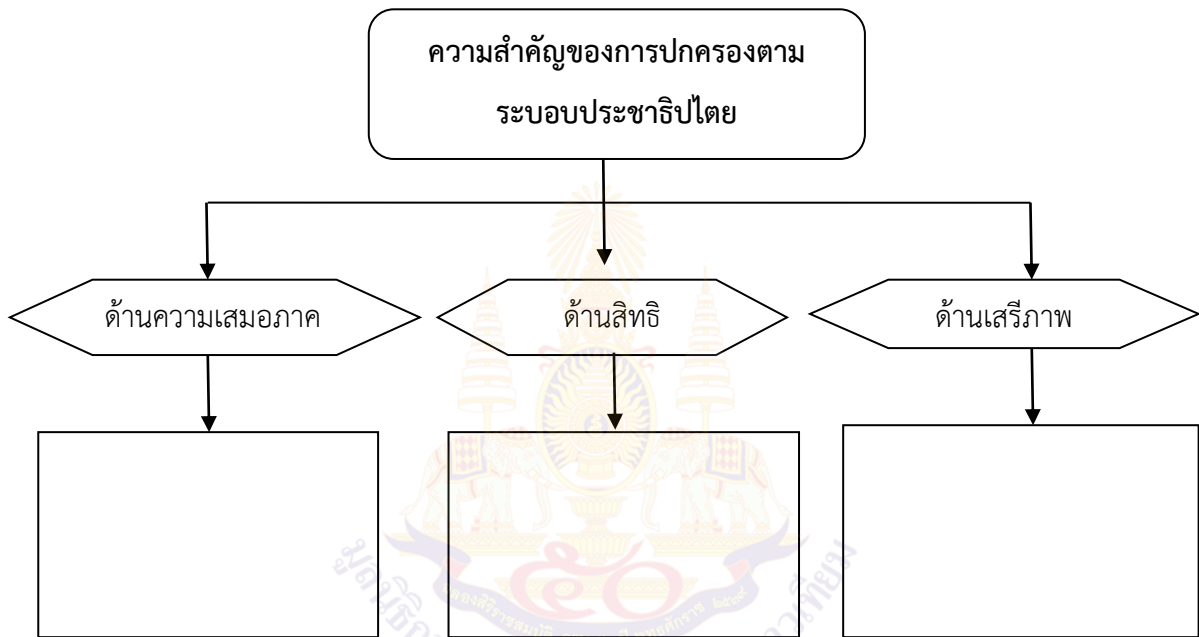 ความสำคัญของการปกครองตาม
ระบอบประชาธิปไตย
ด้านความเสมอภาค
ด้านสิทธิ
ด้านเสรีภาพ